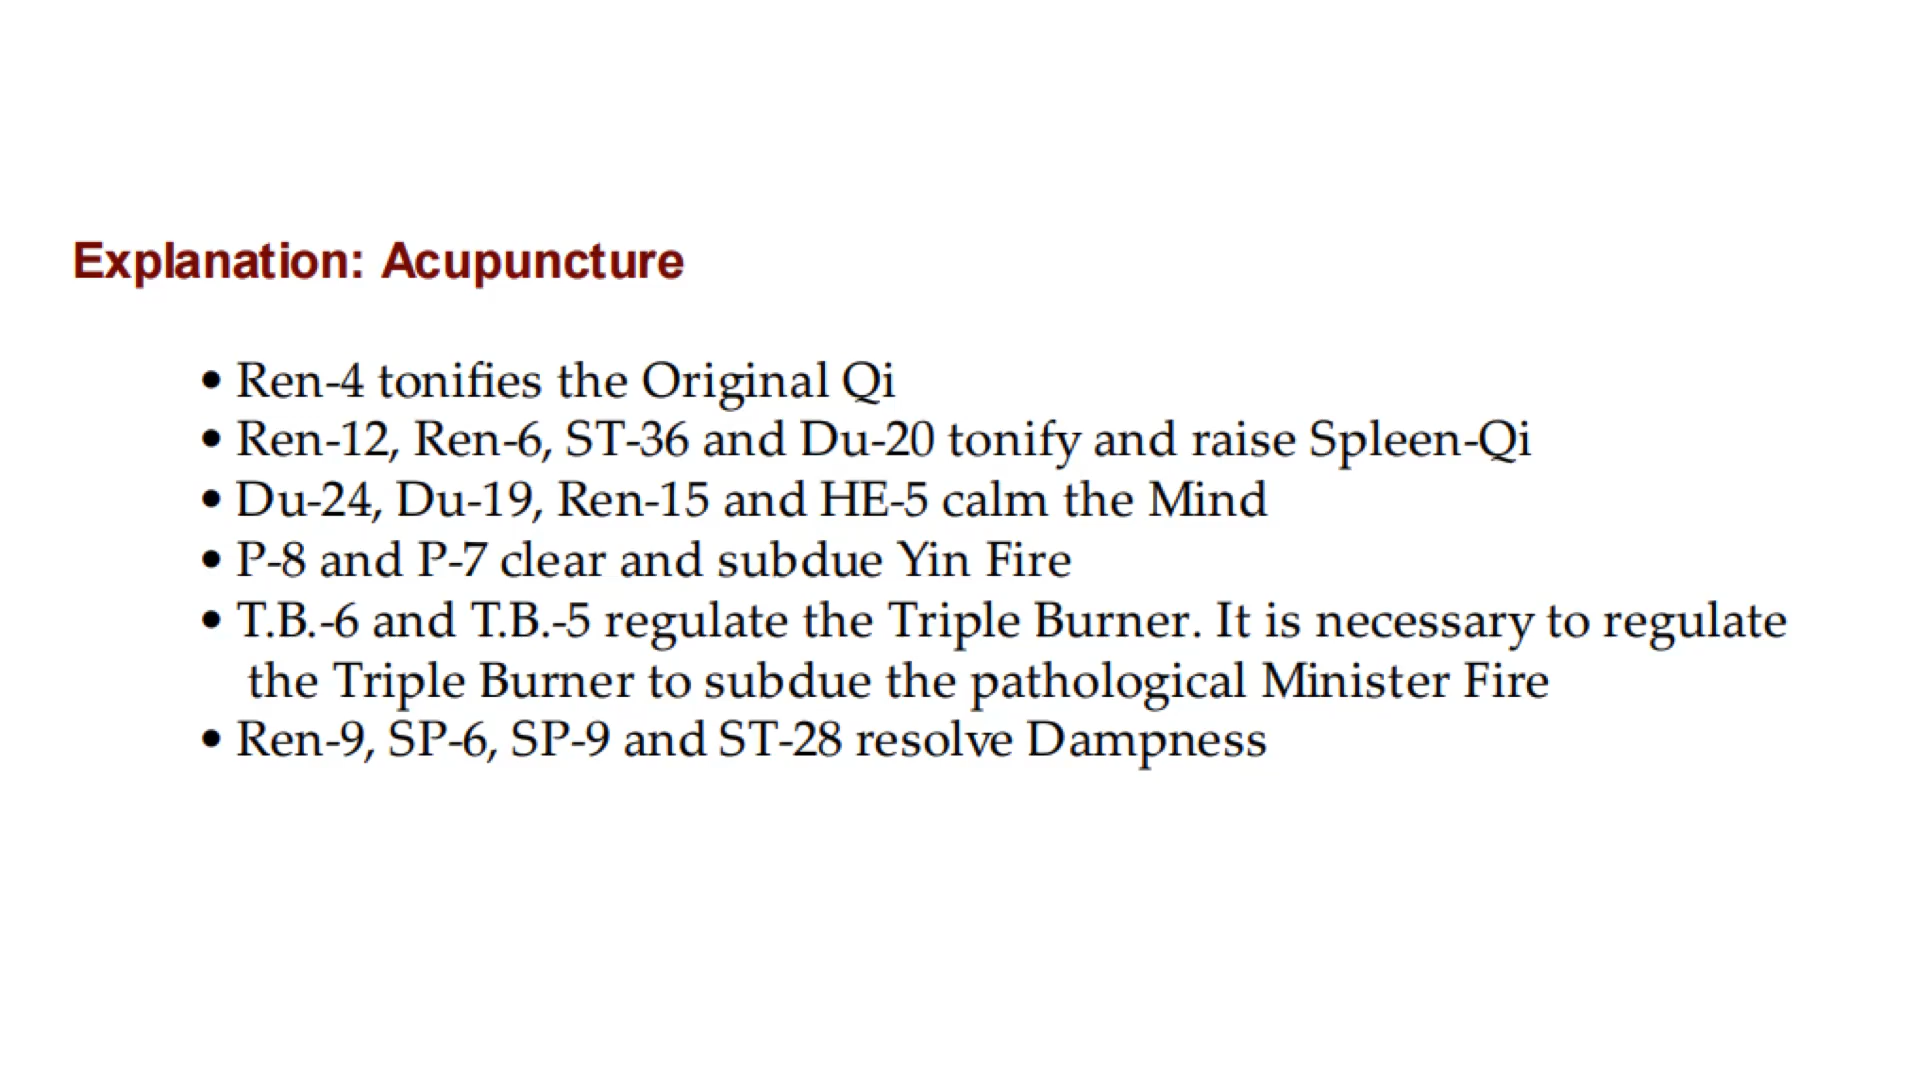 Explanation: Acupuncture
• Ren-4 tonifies the Original Qi
• Ren-12, Ren-6, ST-36 and Du-20 tonify and raise Spleen-Qi
• Du-24, Du-19, Ren-15 and HE-5 calm the Mind
• P-8 and P-7 clear and subdue Yin Fire
• T.B.-6 and T.B.-5 regulate the Triple Burner. It is necessary to regulate
the Triple Burner to subdue the pathological Minister Fire
• Ren-9, SP-6, SP-9 and ST-28 resolve Dampness